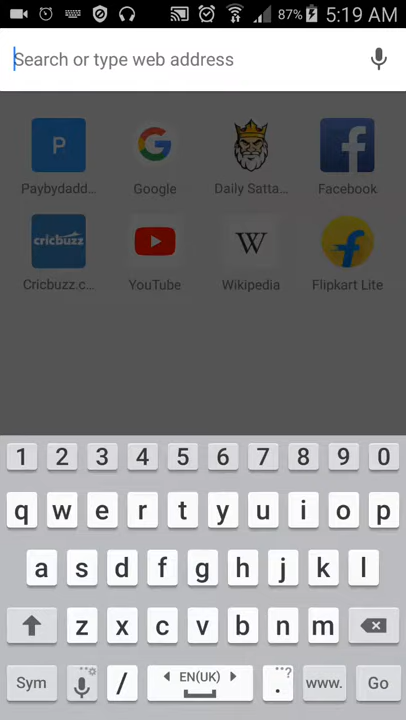 87% 5:19 AM
Search or type web address
P
Paybydadd... Google Daily Satta... Facebook
cricbuzz W
Cricbuzz.c... YouTube Wikipedia Flipkart Lite
1 2 3 4 5 6 7 8 9 0
q w e r t y u i o p
a s d f g h j k l
z x c v b n m
Sym / EN(UK) . ...? www. Go